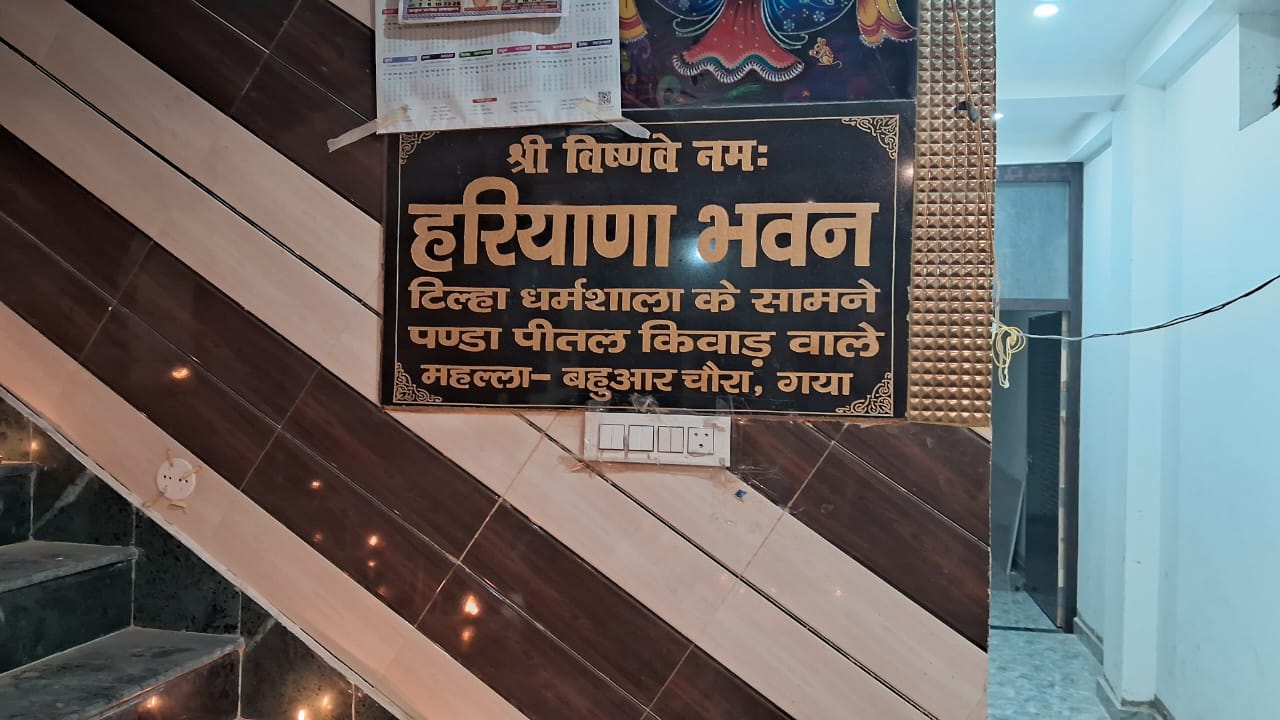 श्री विष्णवे नमः
हरियाणा भवन
टिल्हा धर्मशाला के सामने
पण्डा पीतल किवाड़ वाले
महल्ला- बहुआर चौरा, गया